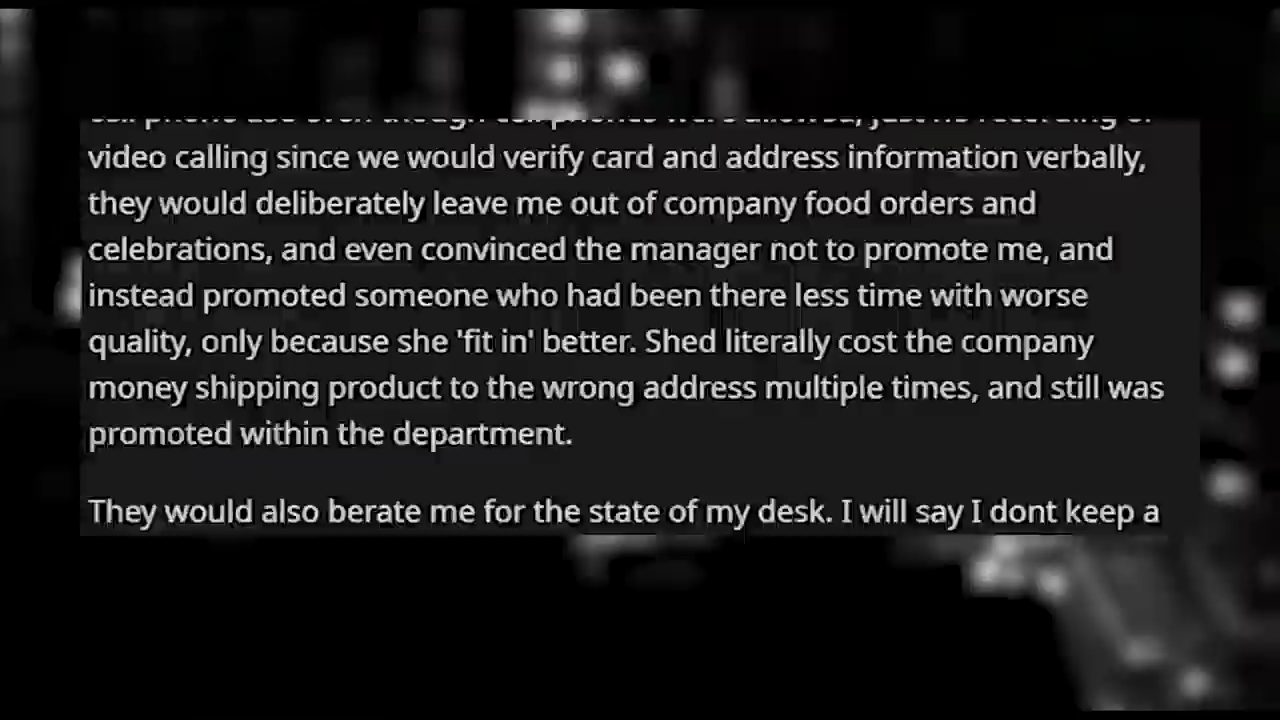 video calling since we would verify card and address information verbally,
they would deliberately leave me out of company food orders and
celebrations, and even convinced the manager not to promote me, and
instead promoted someone who had been there less time with worse
quality, only because she 'fit in' better. Shed literally cost the company
money shipping product to the wrong address multiple times, and still was
promoted within the department.
They would also berate me for the state of my desk. I will say I dont keep a